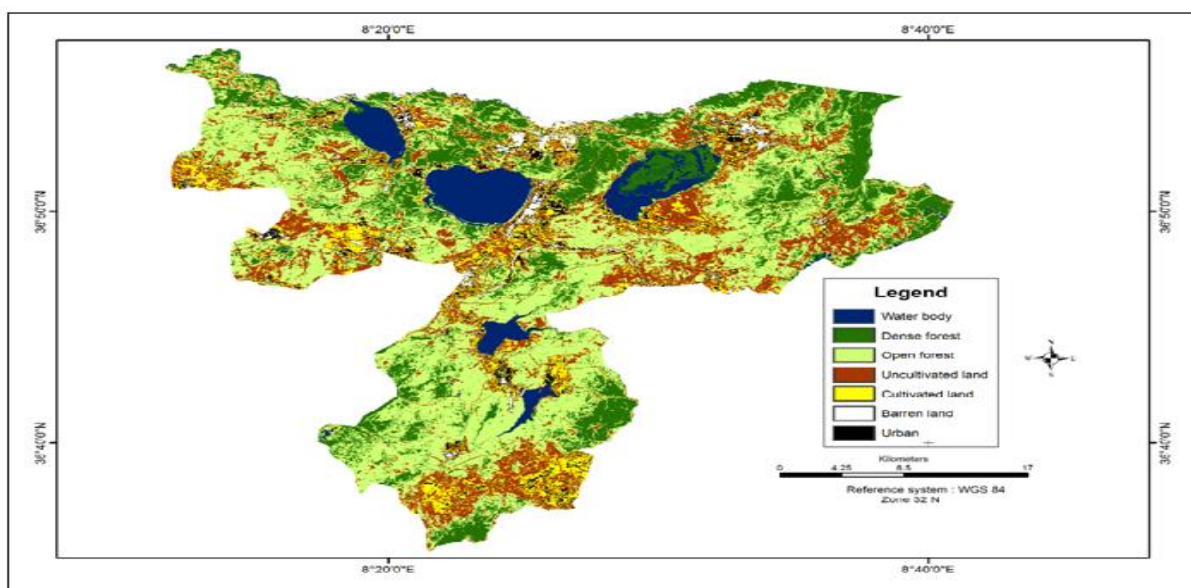 8°20'0"E
8°40'0"E
36°50'0"N
36°50'0"N
Legend
Water body
Dense forest
Open forest
Uncultivated land
Cultivated land
Barren land
Urban
N
W
L
S
36°40'0"N
36°40'0"N
Kilometers
0 4.25 8.5 17
Reference system : WGS 84
Zone 32 N
8°20'0"E
8°40'0"E